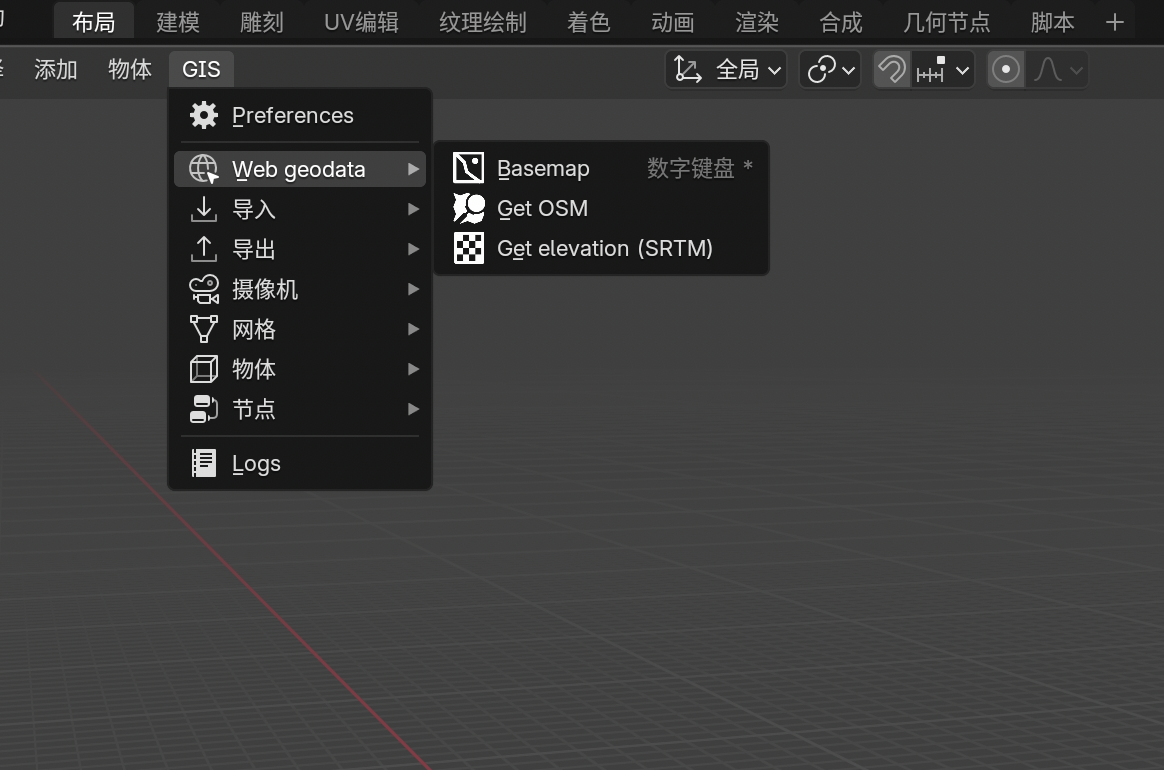 布局 建模 雕刻 UV编辑 纹理绘制 着色 动画 渲染 合成 几何节点 脚本 +
添加 物体 GIS 全局
Preferences
Web geodata
导入
导出
摄像机
网格
物体
节点
Logs
Basemap 数字键盘 *
Get OSM
Get elevation (SRTM)